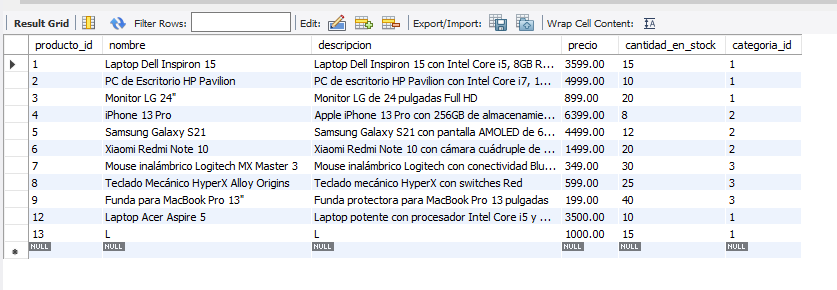 Result Grid Filter Rows: Edit: Export/Import: Wrap Cell Content: IA
producto_id nombre descripcion precio cantidad_en_stock categoria_id
1 Laptop Dell Inspiron 15 Laptop Dell Inspiron 15 con Intel Core i5, 8GB R... 3599.00 15 1
2 PC de Escritorio HP Pavilion PC de escritorio HP Pavilion con Intel Core i7, 1... 4499.00 10 1
3 Monitor LG 24" Monitor LG de 24 pulgadas Full HD 899.00 20 1
4 iPhone 13 Pro Apple iPhone 13 Pro con 256GB de almacenamie... 6399.00 8 2
5 Samsung Galaxy S21 Samsung Galaxy S21 con pantalla AMOLED de 6.... 4499.00 12 2
6 Xiaomi Redmi Note 10 Xiaomi Redmi Note 10 con cámara cuádruple de ... 1499.00 20 2
7 Mouse inalámbrico Logitech MX Master 3 Mouse inalámbrico Logitech con conectividad Blu... 349.00 30 3
8 Teclado Mecánico HyperX Alloy Origins Teclado mecánico HyperX con switches Red 599.00 25 3
9 Funda para MacBook Pro 13" Funda protectora para MacBook Pro 13 pulgadas 199.00 40 3
12 Laptop Acer Aspire 5 Laptop potente con procesador Intel Core i5 y ... 3500.00 10 1
13 L L 1000.00 15 1
NULL NULL NULL NULL NULL NULL